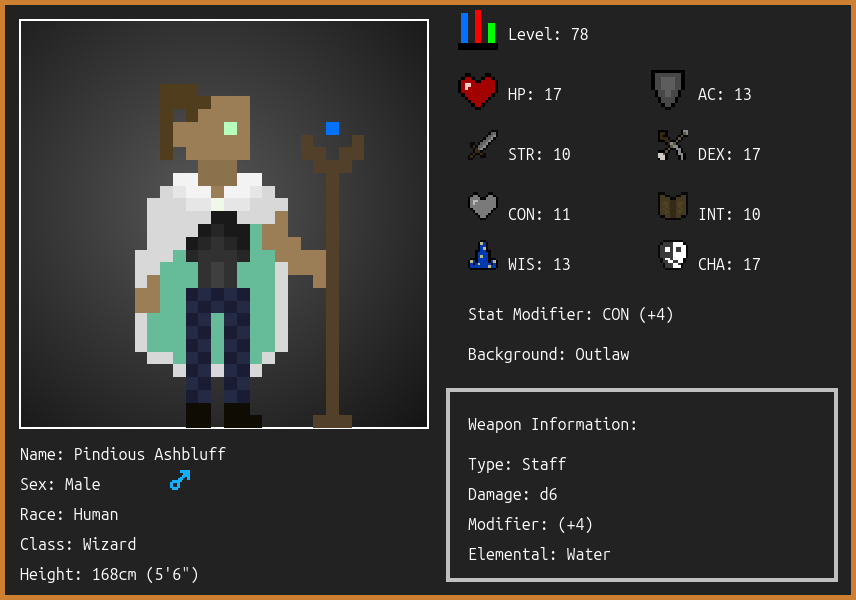 Level: 78
HP: 17
AC: 13
STR: 10
DEX: 17
CON: 11
INT: 10
WIS: 13
CHA: 17
Stat Modifier: CON (+4)
Background: Outlaw
Weapon Information:
Type: Staff
Damage: d6
Modifier: (+4)
Elemental: Water
Name: Pindious Ashbluff
Sex: Male
Race: Human
Class: Wizard
Height: 168cm (5'6")